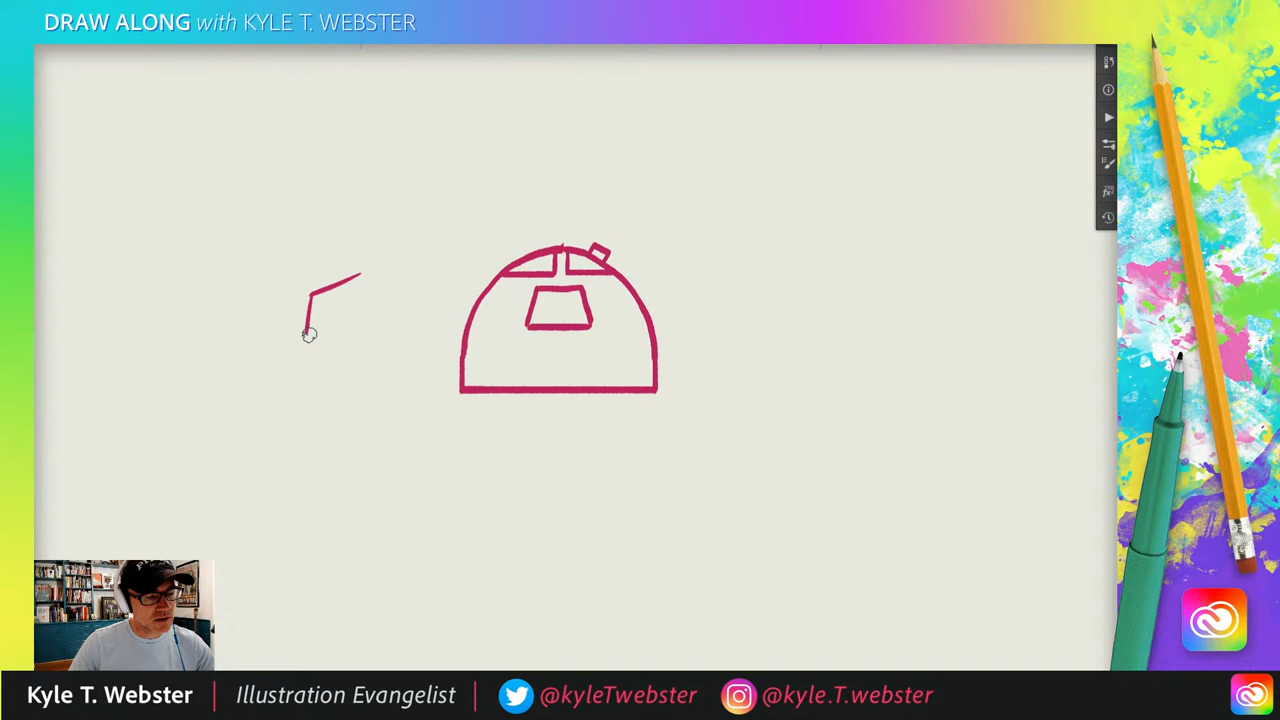 DRAW ALONG with KYLE T. WEBSTER
Kyle T. Webster | Illustration Evangelist | @kyleTwebster @kyle.T.webster